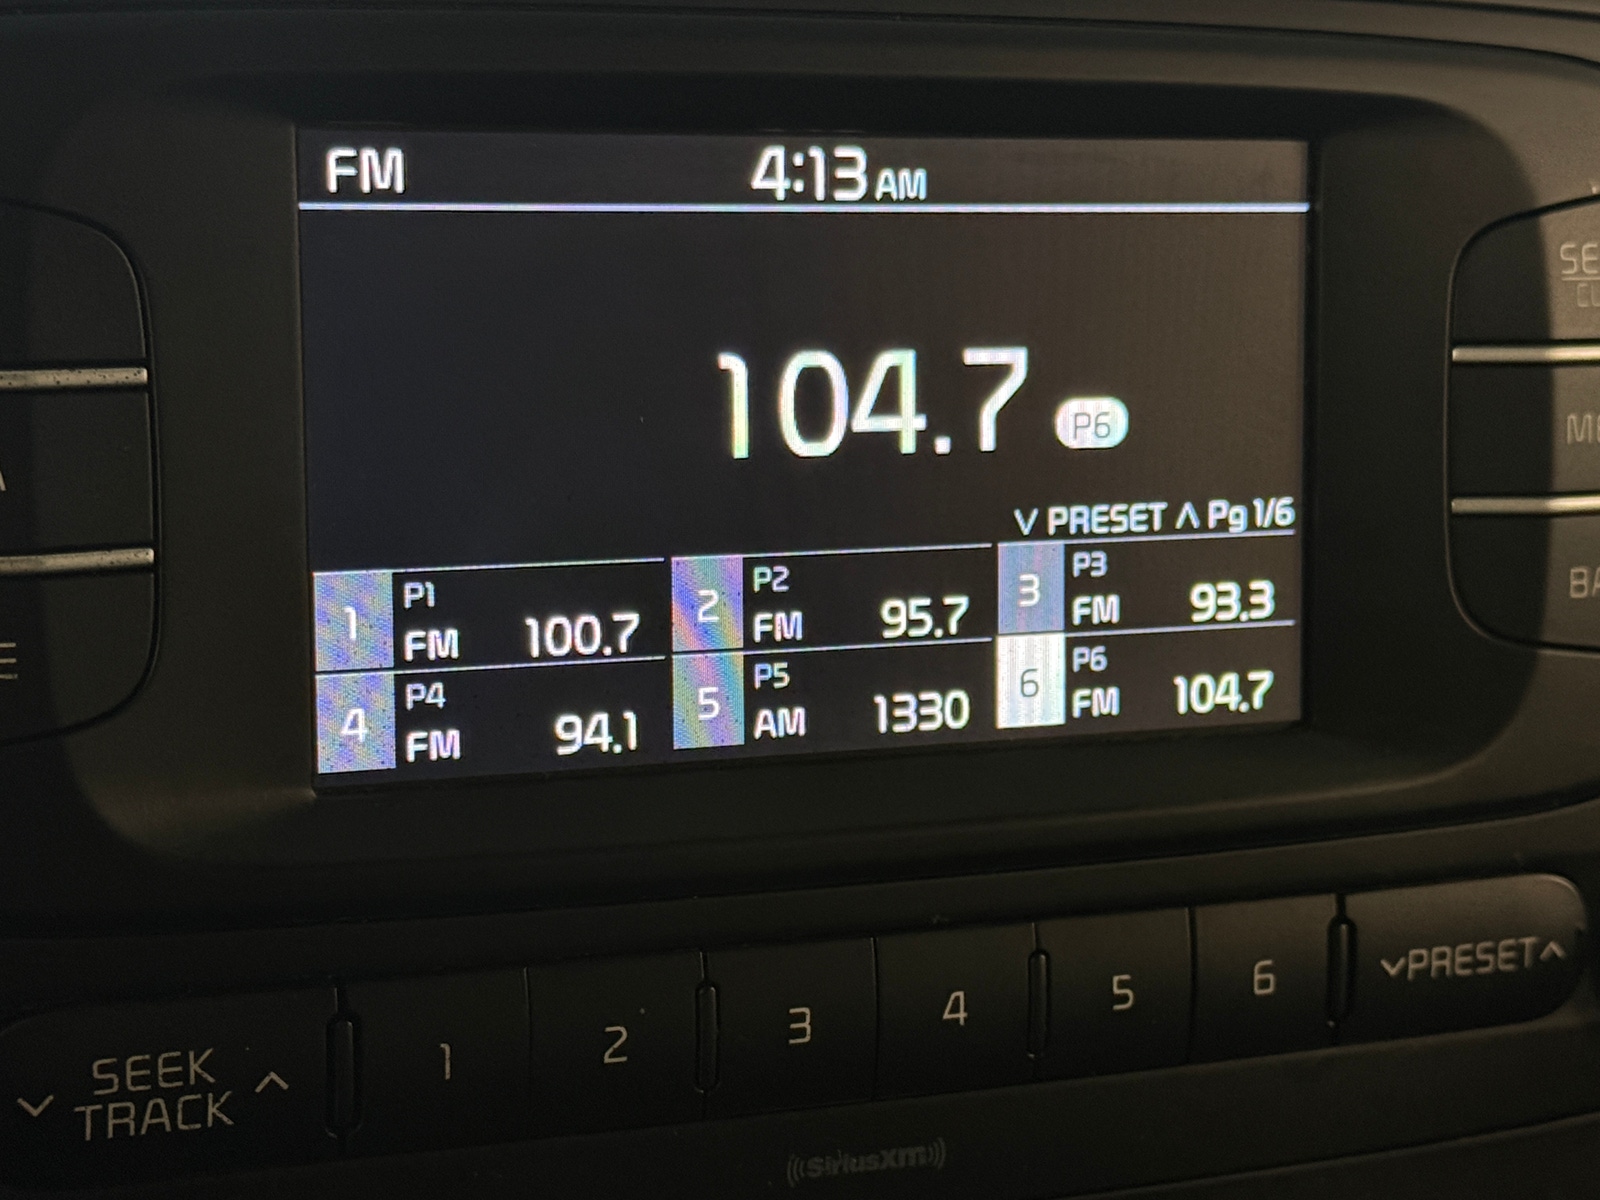 FM 4:13 AM
104.7 P6
∨ PRESET ∧ Pg 1/6
1 P1 FM 100.7
2 P2 FM 95.7
3 P3 FM 93.3
4 P4 FM 94.1
5 P5 AM 1330
6 P6 FM 104.7
SEEK
TRACK
1 2 3 4 5 6
PRESET
SiriusXM